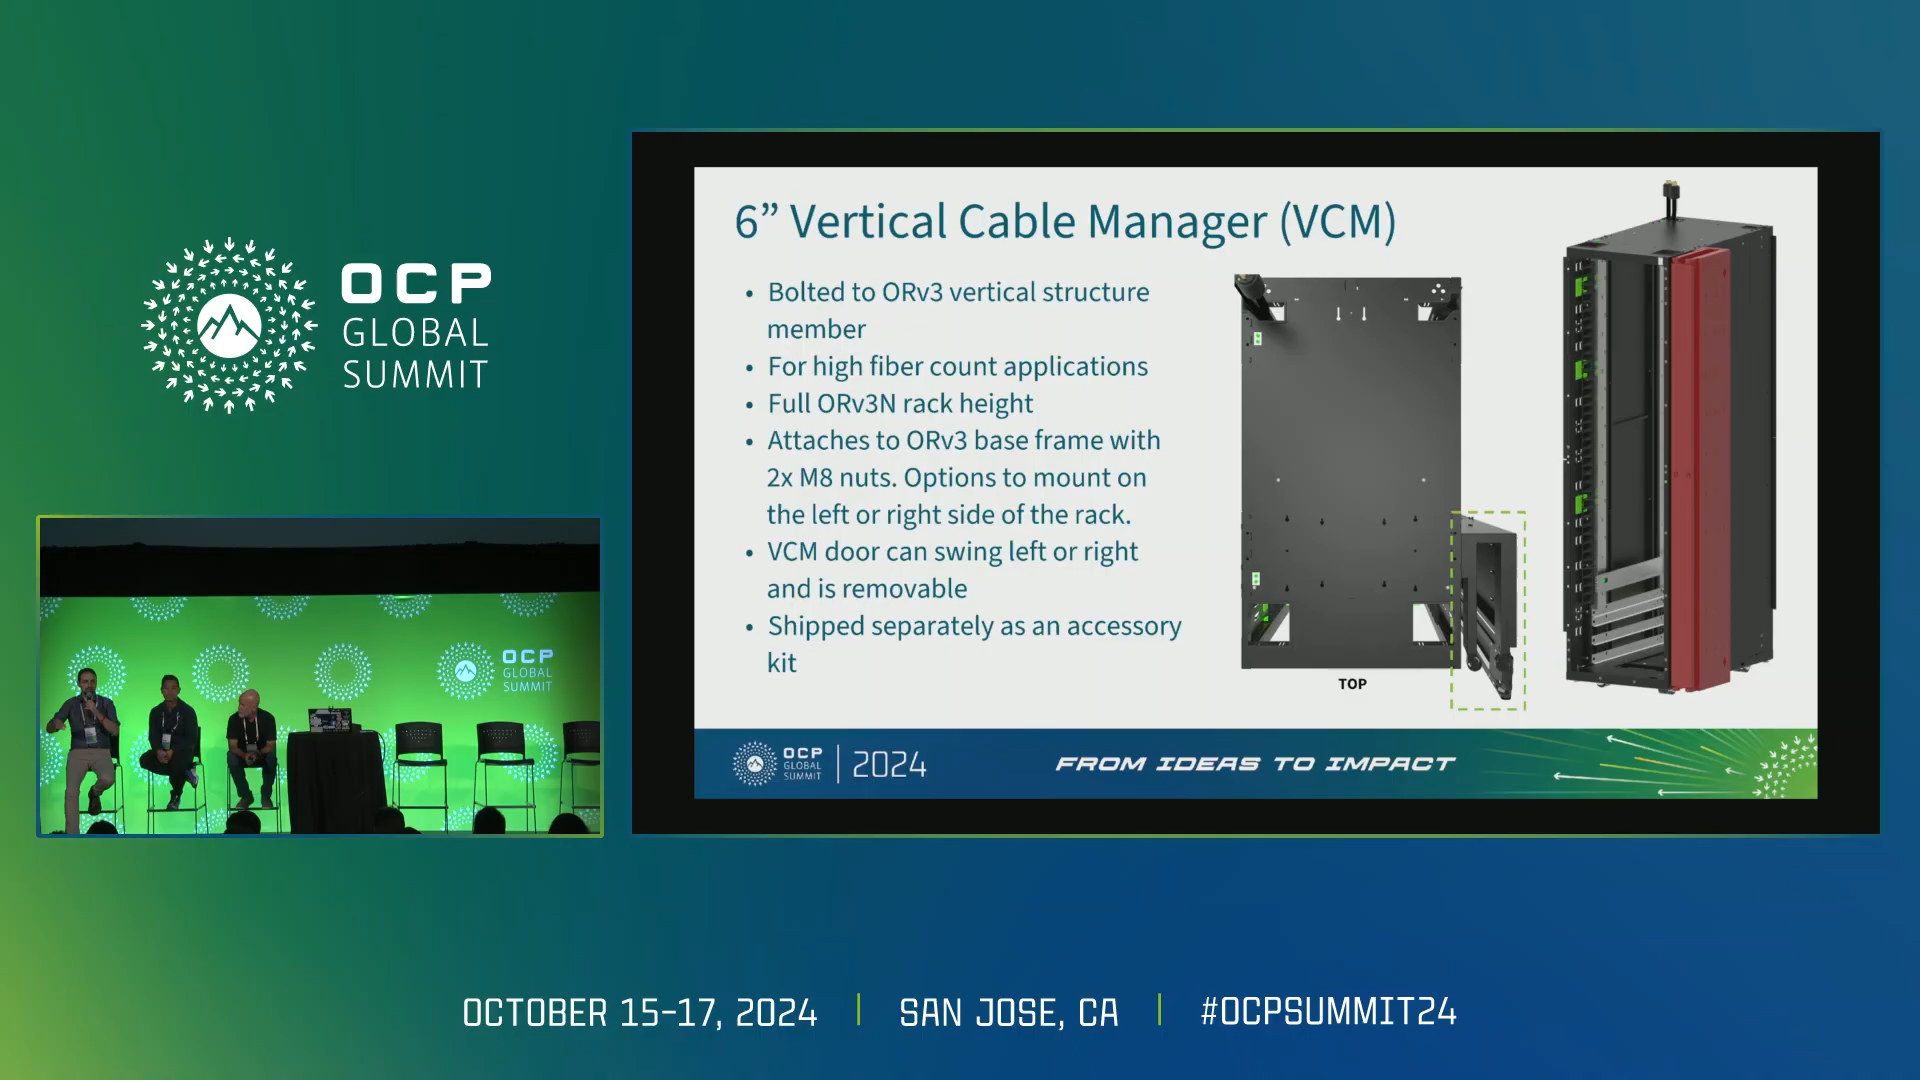 OCP
GLOBAL
SUMMIT
OCP
GLOBAL
SUMMIT
6” Vertical Cable Manager (VCM)
• Bolted to ORv3 vertical structure
member
• For high fiber count applications
• Full ORv3N rack height
• Attaches to ORv3 base frame with
2x M8 nuts. Options to mount on
the left or right side of the rack.
• VCM door can swing left or right
and is removable
• Shipped separately as an accessory
kit
TOP
OCP
GLOBAL
SUMMIT
2024
FROM IDEAS TO IMPACT
OCTOBER 15-17, 2024 | SAN JOSE, CA | #OCPSUMMIT24